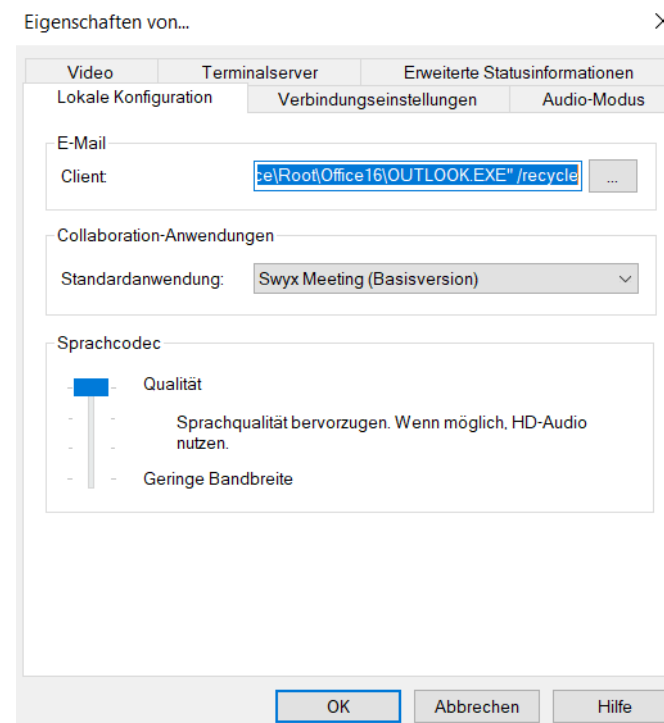 Eigenschaften von...
Video Terminalserver Erweiterte Statusinformationen
Lokale Konfiguration Verbindungseinstellungen Audio-Modus
E-Mail
Client: ce\Root\Office16\OUTLOOK.EXE" /recycle ...
Collaboration-Anwendungen
Standardanwendung: Swyx Meeting (Basisversion)
Sprachcodec
Qualität
Sprachqualität bervorzugen. Wenn möglich, HD-Audio
nutzen.
Geringe Bandbreite
OK Abbrechen Hilfe